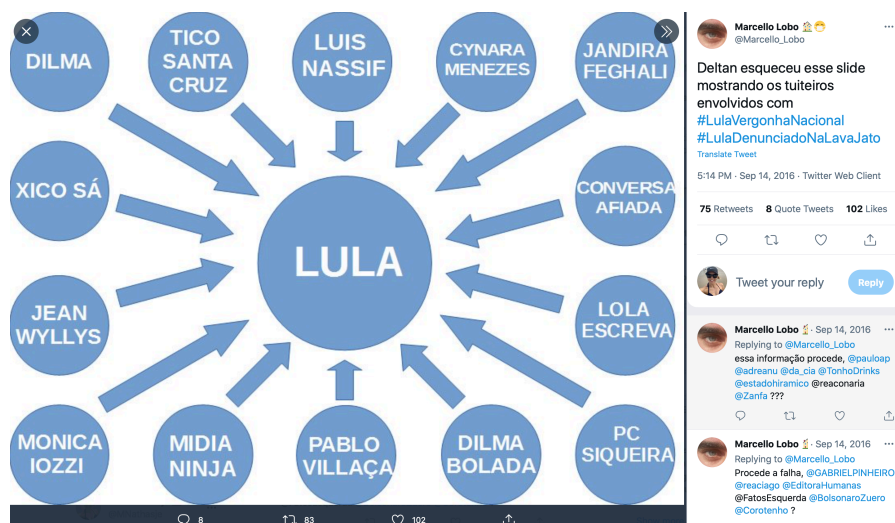 DILMA
TICO
SANTA
CRUZ
LUIS
NASSIF
CYNARA
MENEZES
JANDIRA
FEGHALI
XICO SÁ
CONVERSA
AFIADA
LULA
JEAN
WYLLYS
LOLA
ESCREVA
MONICA
IOZZI
MIDIA
NINJA
PABLO
VILLAÇA
DILMA
BOLADA
PC
SIQUEIRA
8
83
102
Marcello Lobo
@Marcello_Lobo
Deltan esqueceu esse slide
mostrando os tuiteiros
envolvidos com
#LulaVergonhaNacional
#LulaDenunciadoNaLavaJato
Translate Tweet
5:14 PM · Sep 14, 2016 · Twitter Web Client
75 Retweets 8 Quote Tweets 102 Likes
Tweet your reply
Reply
Marcello Lobo · Sep 14, 2016
Replying to @Marcello_Lobo
essa informação procede, @pauloap
@adreanu @da_cia @TonhoDrinks
@estadohiramico @reaconaria
@Zanfa ???
Marcello Lobo · Sep 14, 2016
Replying to @Marcello_Lobo
Procede a falha, @GABRIELPlNHEIRO
@reaciago @EditoraHumanas
@FatosEsquerda @BolsonaroZuero
@Corotenho ?